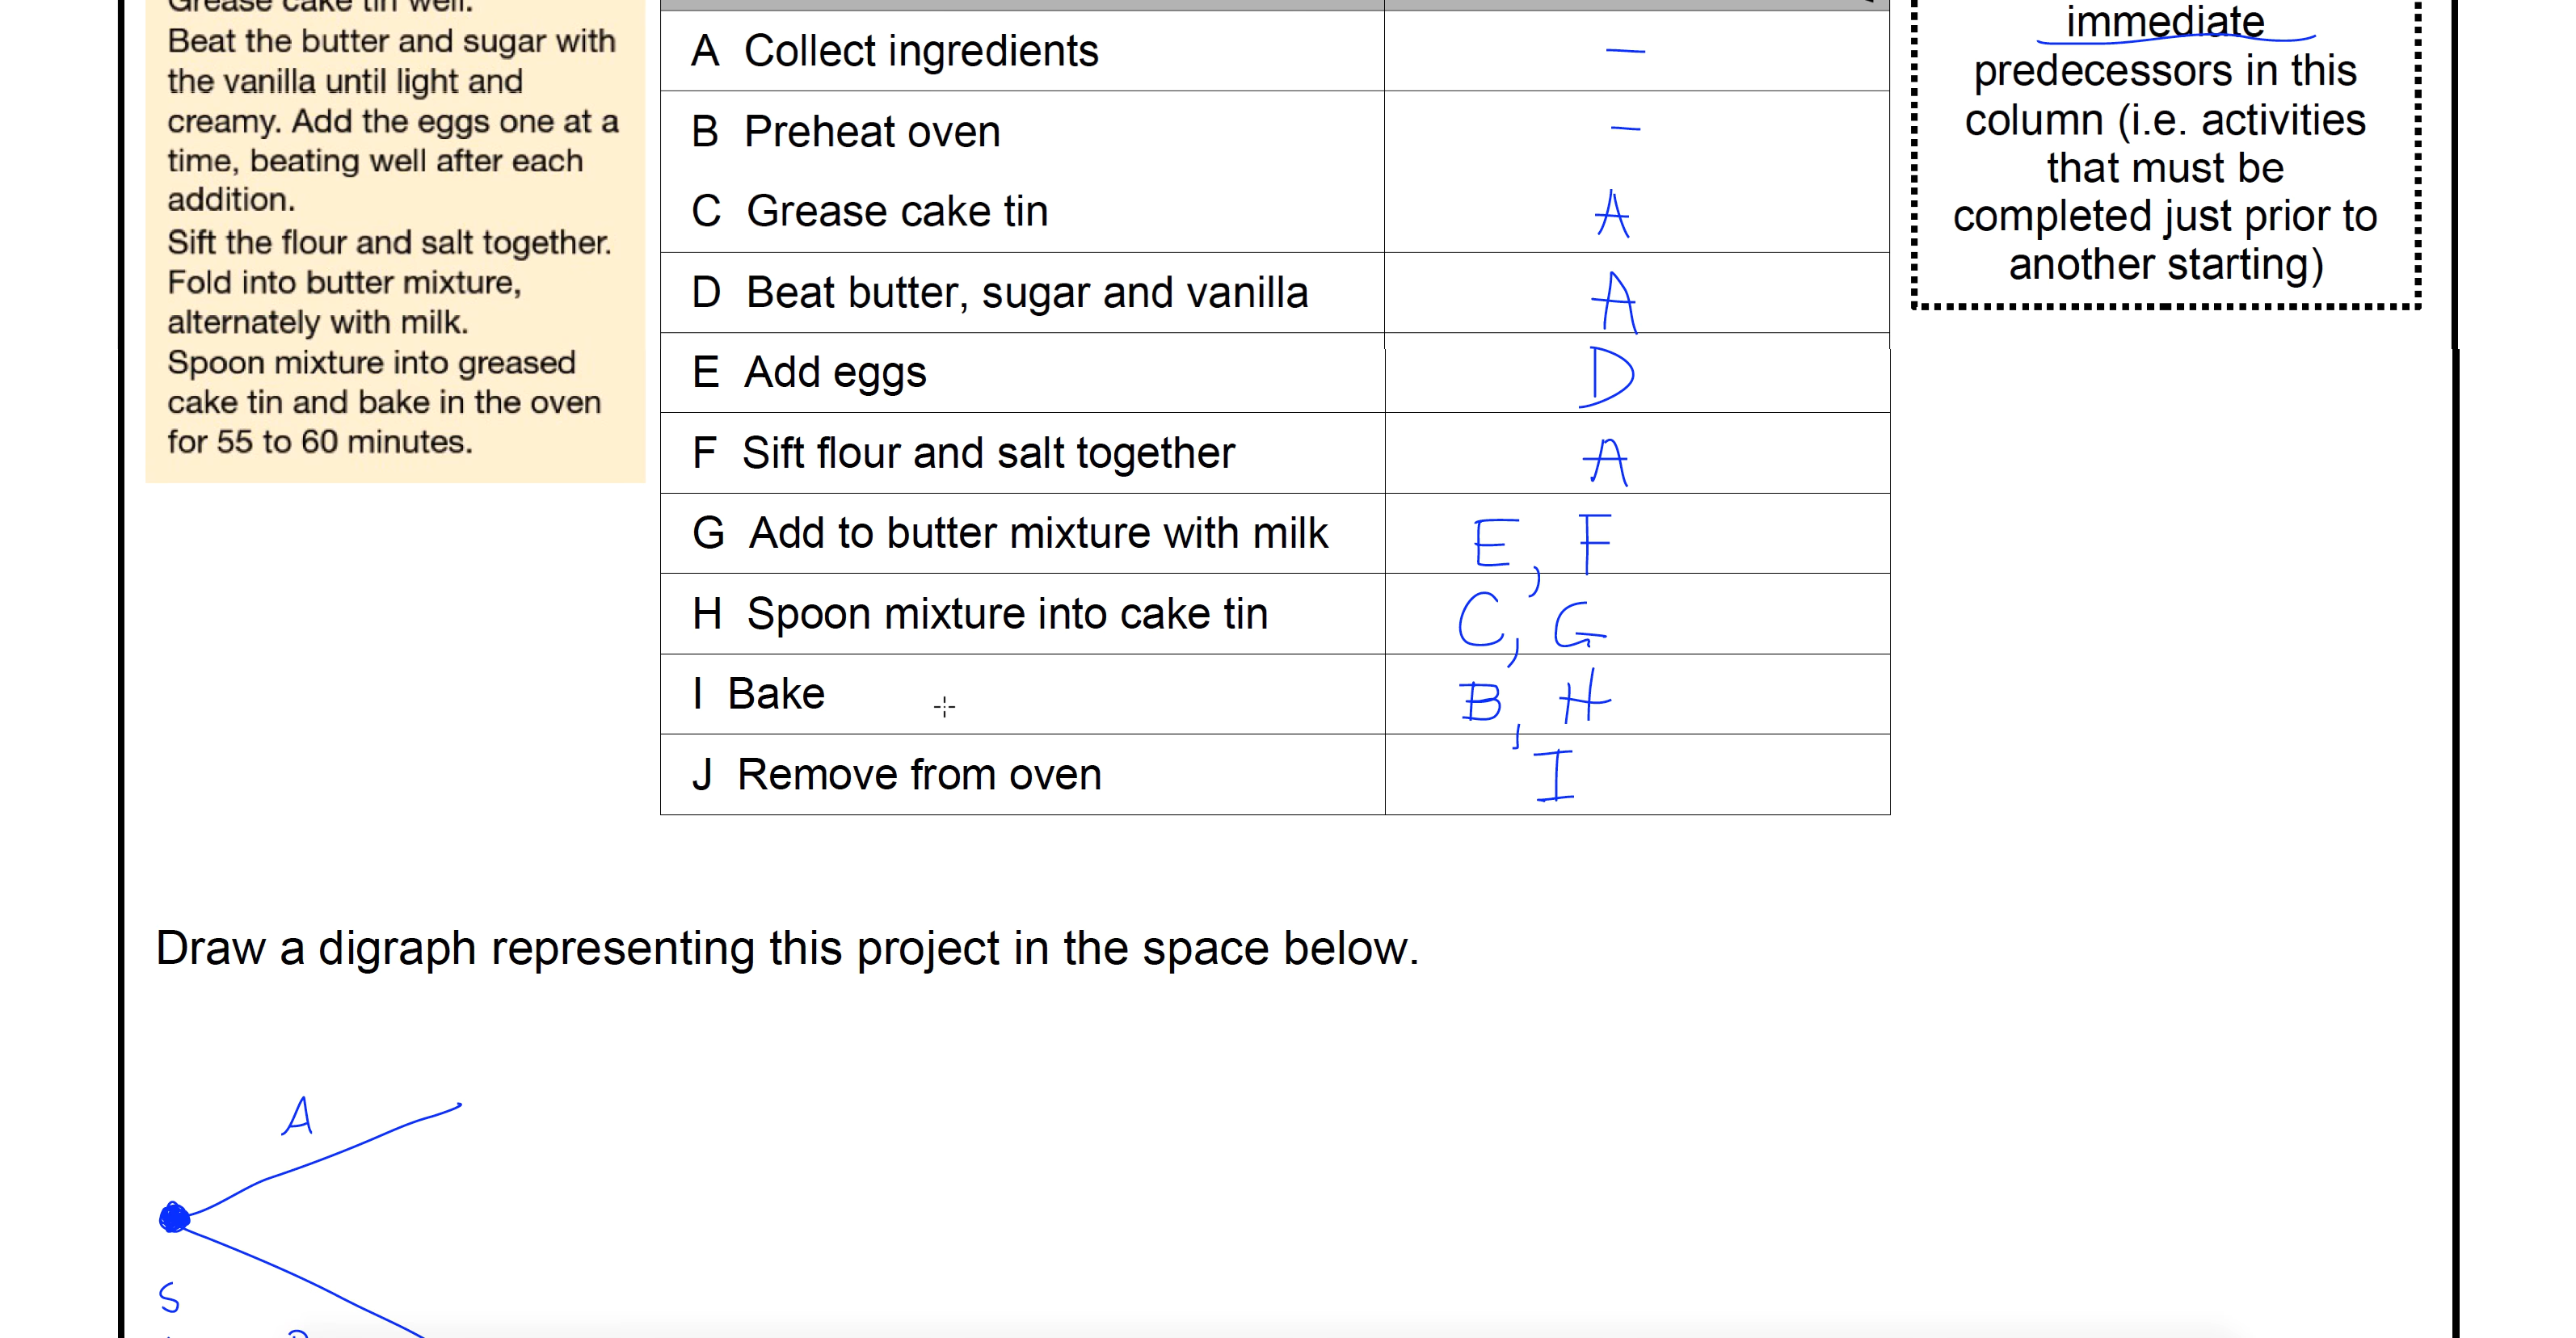 Grease cake tin well.
Beat the butter and sugar with
the vanilla until light and
creamy. Add the eggs one at a
time, beating well after each
addition.
Sift the flour and salt together.
Fold into butter mixture,
alternately with milk.
Spoon mixture into greased
cake tin and bake in the oven
for 55 to 60 minutes.
A Collect ingredients –
B Preheat oven –
C Grease cake tin A
D Beat butter, sugar and vanilla A
E Add eggs D
F Sift flour and salt together A
G Add to butter mixture with milk E, F
H Spoon mixture into cake tin C, G
I Bake B, H
J Remove from oven I
immediate
predecessors in this
column (i.e. activities
that must be
completed just prior to
another starting)
Draw a digraph representing this project in the space below.
A
S